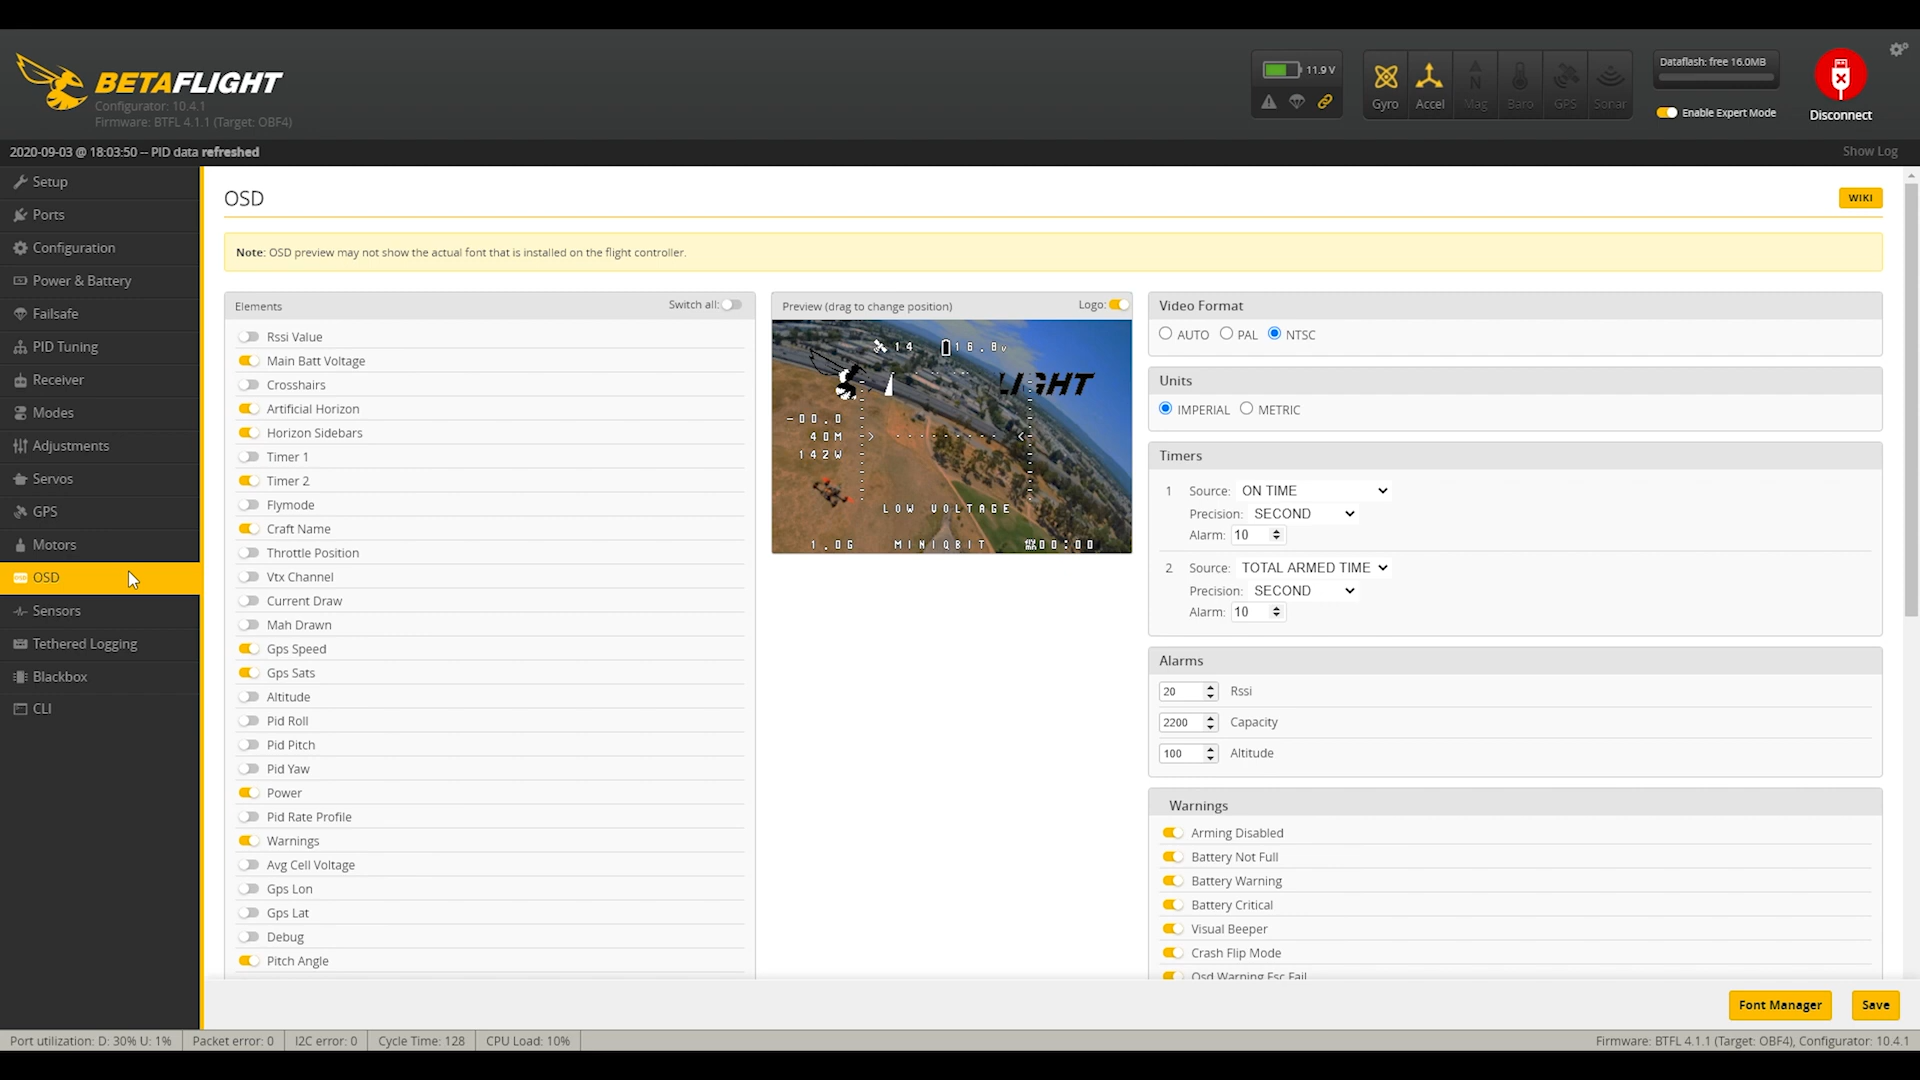 BETAFLIGHT
Configurator: 10.4.1
Firmware: BTFL 4.1.1 (Target: OBF4)
11.9 V
Gyro
Accel
Mag
Baro
GPS
Sonar
Dataflash: free 16.0MB
Enable Expert Mode
Disconnect
2020-09-03 @ 18:03:50 -- PID data refreshed
Show Log
Setup
Ports
Configuration
Power & Battery
Failsafe
PID Tuning
Receiver
Modes
Adjustments
Servos
GPS
Motors
OSD
Sensors
Tethered Logging
Blackbox
CLI
OSD
WIKI
Note: OSD preview may not show the actual font that is installed on the flight controller.
Elements
Switch all:
Rssi Value
Main Batt Voltage
Crosshairs
Artificial Horizon
Horizon Sidebars
Timer 1
Timer 2
Flymode
Craft Name
Throttle Position
Vtx Channel
Current Draw
Mah Drawn
Gps Speed
Gps Sats
Altitude
Pid Roll
Pid Pitch
Pid Yaw
Power
Pid Rate Profile
Warnings
Avg Cell Voltage
Gps Lon
Gps Lat
Debug
Pitch Angle
Preview (drag to change position)
Logo:
14
16.8V
LIGHT
-00.0
40M
142W
LOW VOLTAGE
1.0G
MINIQBIT
00:00
Video Format
AUTO PAL NTSC
Units
IMPERIAL METRIC
Timers
1 Source: ON TIME
Precision: SECOND
Alarm: 10
2 Source: TOTAL ARMED TIME
Precision: SECOND
Alarm: 10
Alarms
20 Rssi
2200 Capacity
100 Altitude
Warnings
Arming Disabled
Battery Not Full
Battery Warning
Battery Critical
Visual Beeper
Crash Flip Mode
Osd Warning Esc Fail
Font Manager
Save
Port utilization: D: 30% U: 1%
Packet error: 0
I2C error: 0
Cycle Time: 128
CPU Load: 10%
Firmware: BTFL 4.1.1 (Target: OBF4), Configurator: 10.4.1